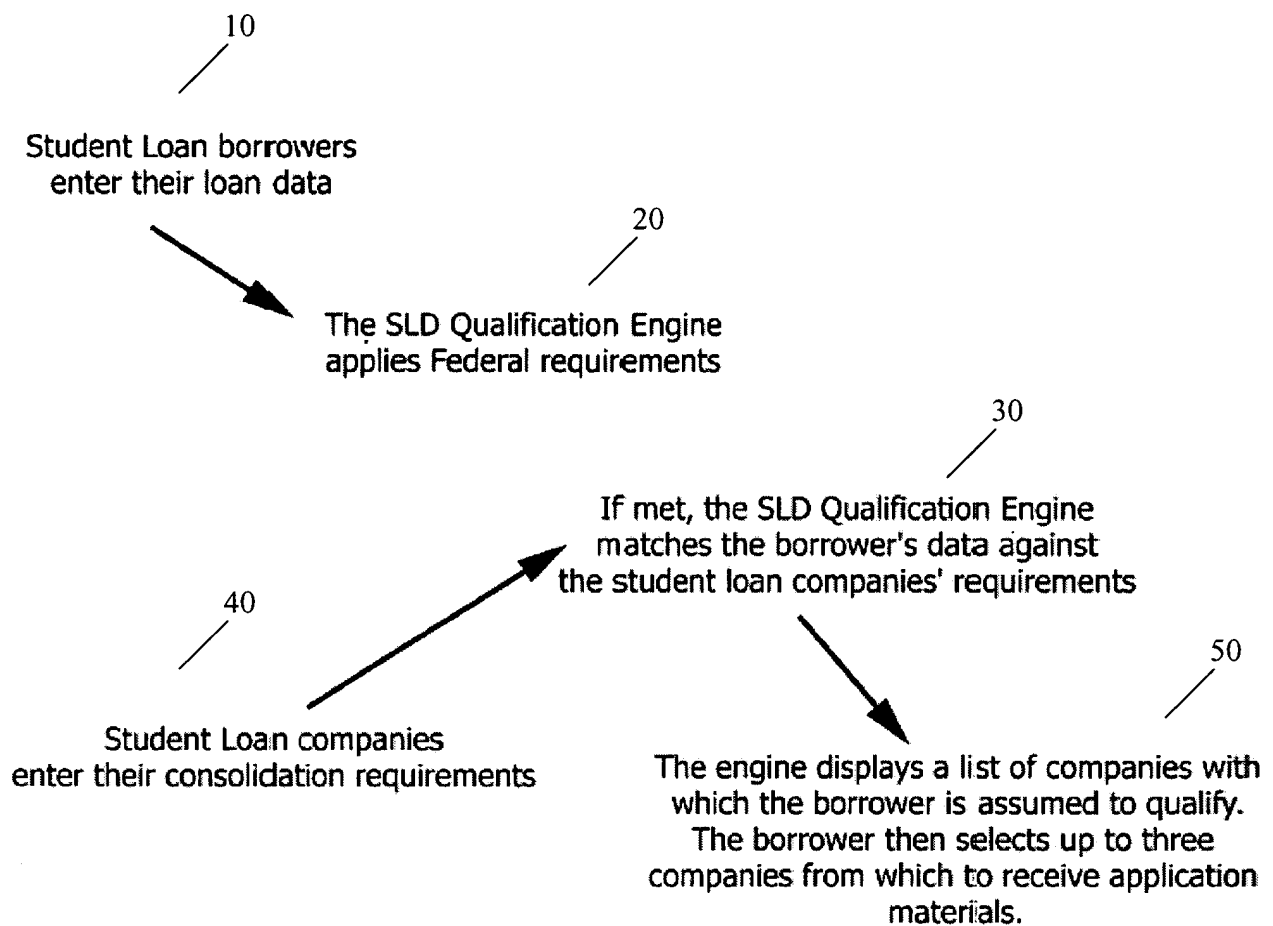 10
Student Loan borrowers
enter their loan data
20
The SLD Qualification Engine
applies Federal requirements
30
If met, the SLD Qualification Engine
matches the borrower's data against
the student loan companies' requirements
40
Student Loan companies
enter their consolidation requirements
50
The engine displays a list of companies with
which the borrower is assumed to qualify.
The borrower then selects up to three
companies from which to receive application
materials.